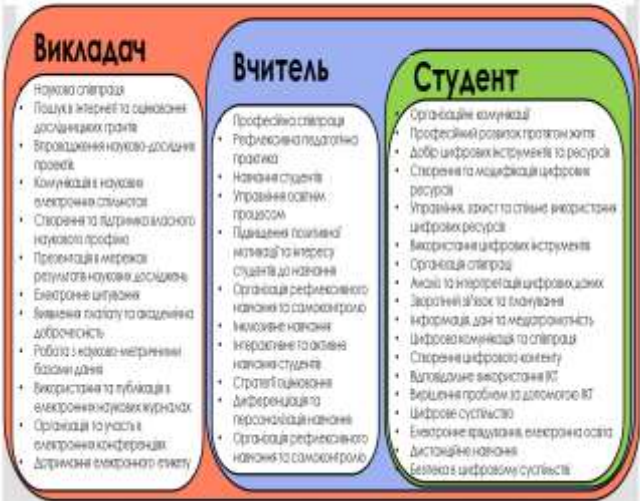 Викладач
Наукова співпраця
• Пошук в інтернеті та оцінювання
дослідницьких грантів
• Впровадження науково-дослідних
проектів
• Комунікація в наукових
електронних спільнотах
• Створення та підтримка власного
наукового профілю
• Презентація в мережах
результатів наукових досліджень
• Електронне цитування
• Виявлення плагіату та академічна
доброчесність
• Робота з науково-метричними
базами даних
• Використання та публікація в
електронних наукових журналах
• Організація та участь в
електронних конференціях
• Дотримання електронного етикету
Вчитель
Професійна співпраця
• Рефлексивна педагогічна
практика
• Навчання студентів
• Управління освітнім
процесом
• Підвищення позитивної
мотивації та інтересу
студентів до навчання
• Організація рефлексивного
навчання та самоконтролю
• Інклюзивне навчання
• Інтерактивне та активне
навчання студентів
• Стратегії оцінювання
• Диференціація та
персоналізація навчання
• Організація рефлексивного
навчання та самоконтролю
Студент
• Організаційні комунікації
• Професійний розвиток протягом життя
• Добір цифрових інструментів та ресурсів
• Створення та модифікація цифрових
ресурсів
• Управління, захист та спільне використання
цифрових ресурсів
• Використання цифрових інструментів
• Організація співпраці
• Аналіз та інтерпретація цифрових даних
• Зворотній зв'язок та планування
• Інформація, дані та медіаграмотність
• Цифрова комунікація та співпраця
• Створення цифрового контенту
• Відповідальне використання ІКТ
• Вирішення проблем за допомогою ІКТ
• Цифрове суспільство
• Електронне врядування, електронна освіта
• Дистанційне навчання
• Безпека в цифровому суспільстві